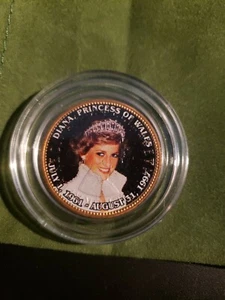 DIANA, PRINCESS OF WALES
JULY 1, 1961 - AUGUST 31, 1997